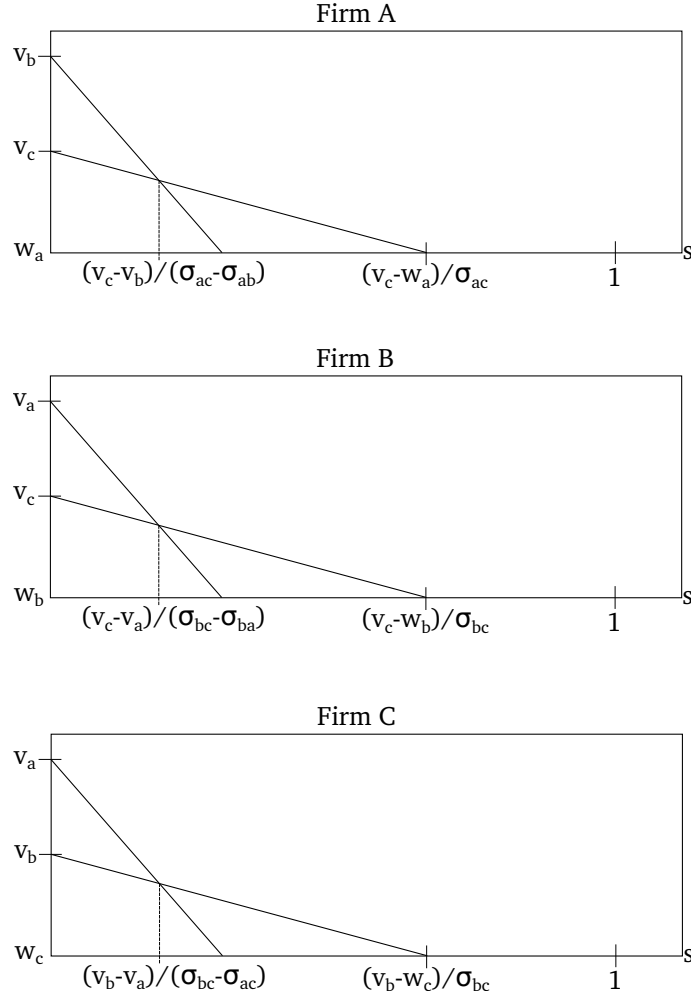 Firm A
v_b
v_c
w_a
s
(v_c-v_b)/(σ_ac-σ_ab)
(v_c-w_a)/σ_ac
1
Firm B
v_a
v_c
w_b
s
(v_c-v_a)/(σ_bc-σ_ba)
(v_c-w_b)/σ_bc
1
Firm C
v_a
v_b
w_c
s
(v_b-v_a)/(σ_bc-σ_ac)
(v_b-w_c)/σ_bc
1